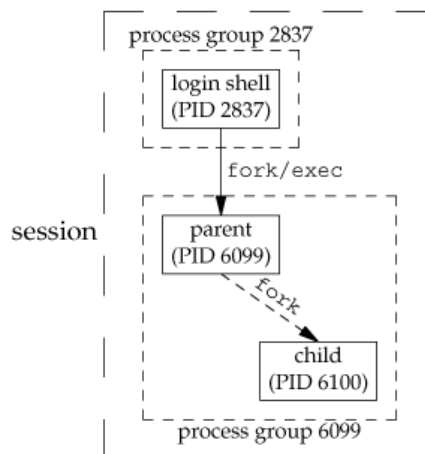 process group 2837
login shell
(PID 2837)
fork/exec
session
parent
(PID 6099)
fork
child
(PID 6100)
process group 6099